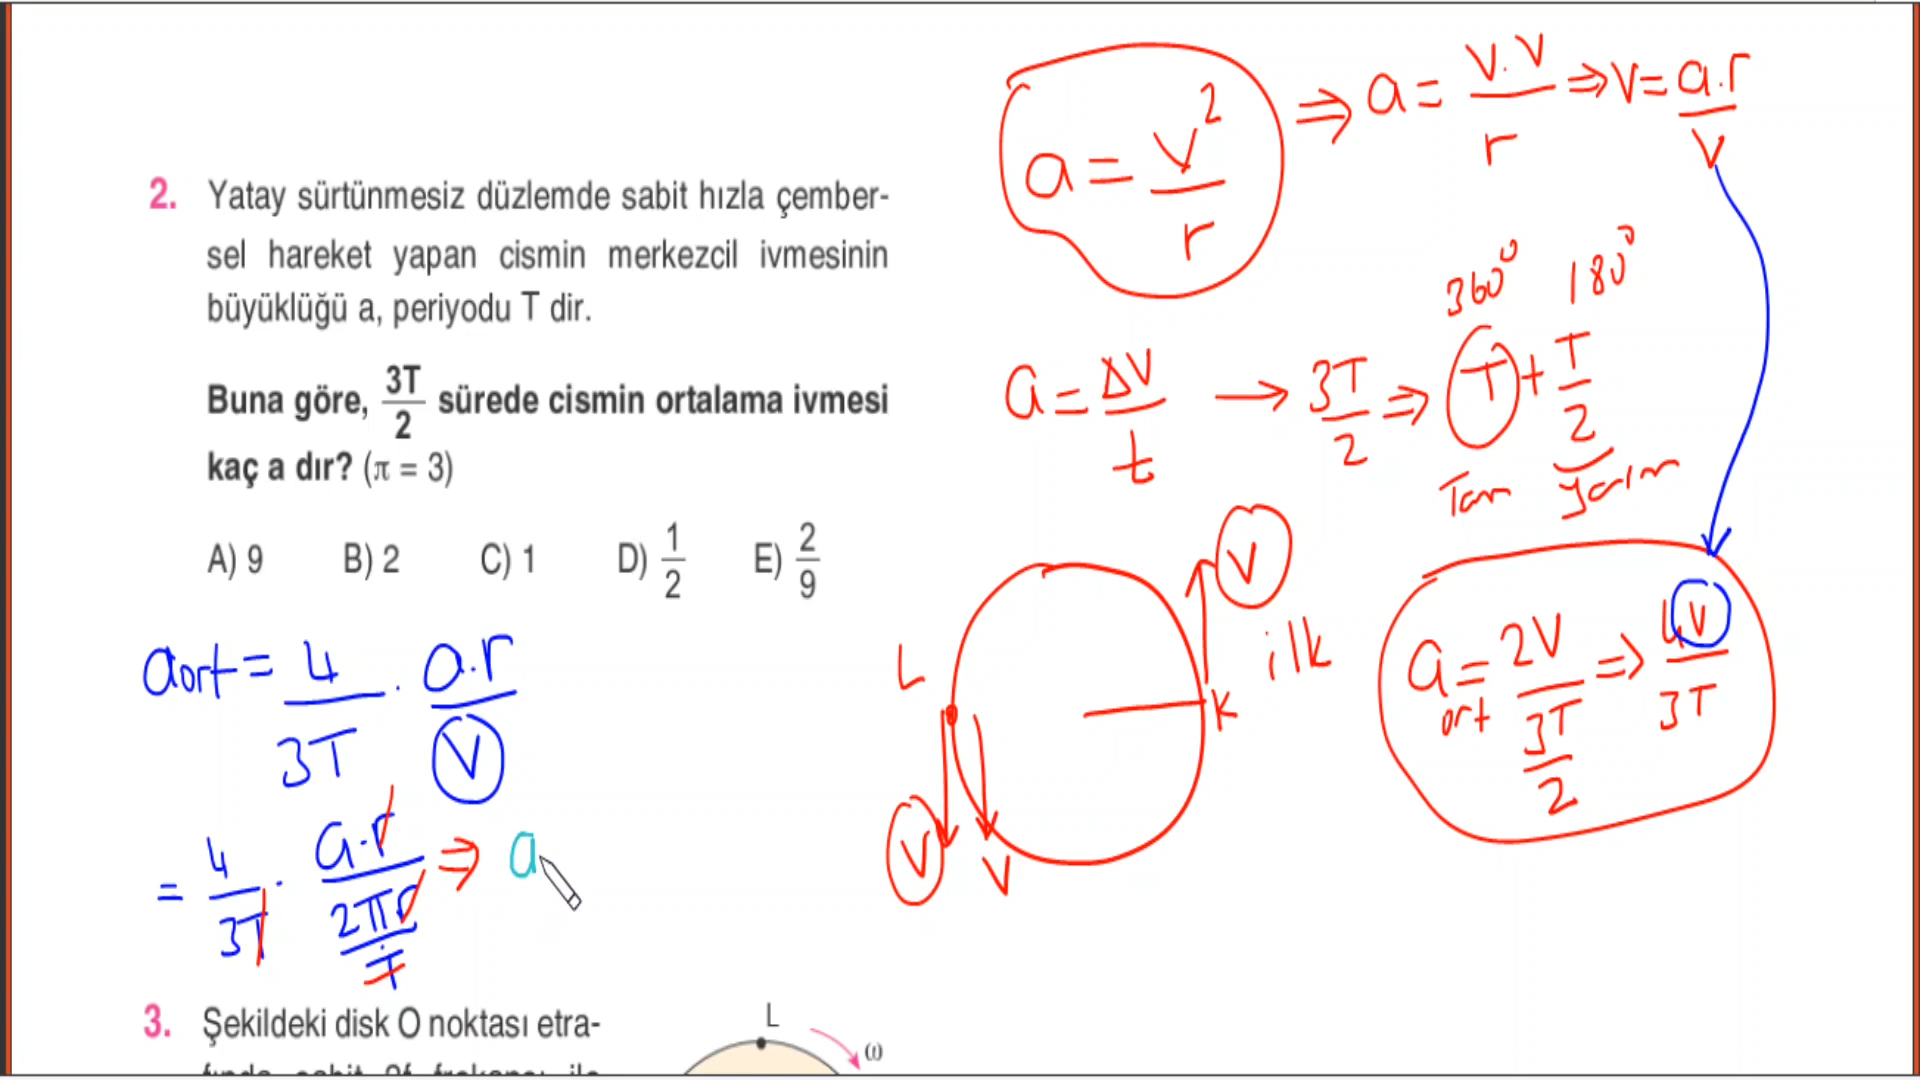 2. Yatay sürtünmesiz düzlemde sabit hızla çember-
sel hareket yapan cismin merkezcil ivmesinin
büyüklüğü a, periyodu T dir.
Buna göre, 3T/2 sürede cismin ortalama ivmesi
kaç a dır? (π = 3)
A) 9 B) 2 C) 1 D) 1/2 E) 2/9
aort = 4/3T . a.r/V
= 4/3T . a.r/(2πr/T) ⇒ a
a = V²/r ⇒ a = V.V/r ⇒ V = a.r/V
360° 180°
a = ΔV/t → 3T/2 ⇒ T + T/2
Tam Yarım
V
ilk
L
K
V
V
a ort = 2V/(3T/2) ⇒ 4V/3T
3. Şekildeki disk O noktası etra-
L
ω